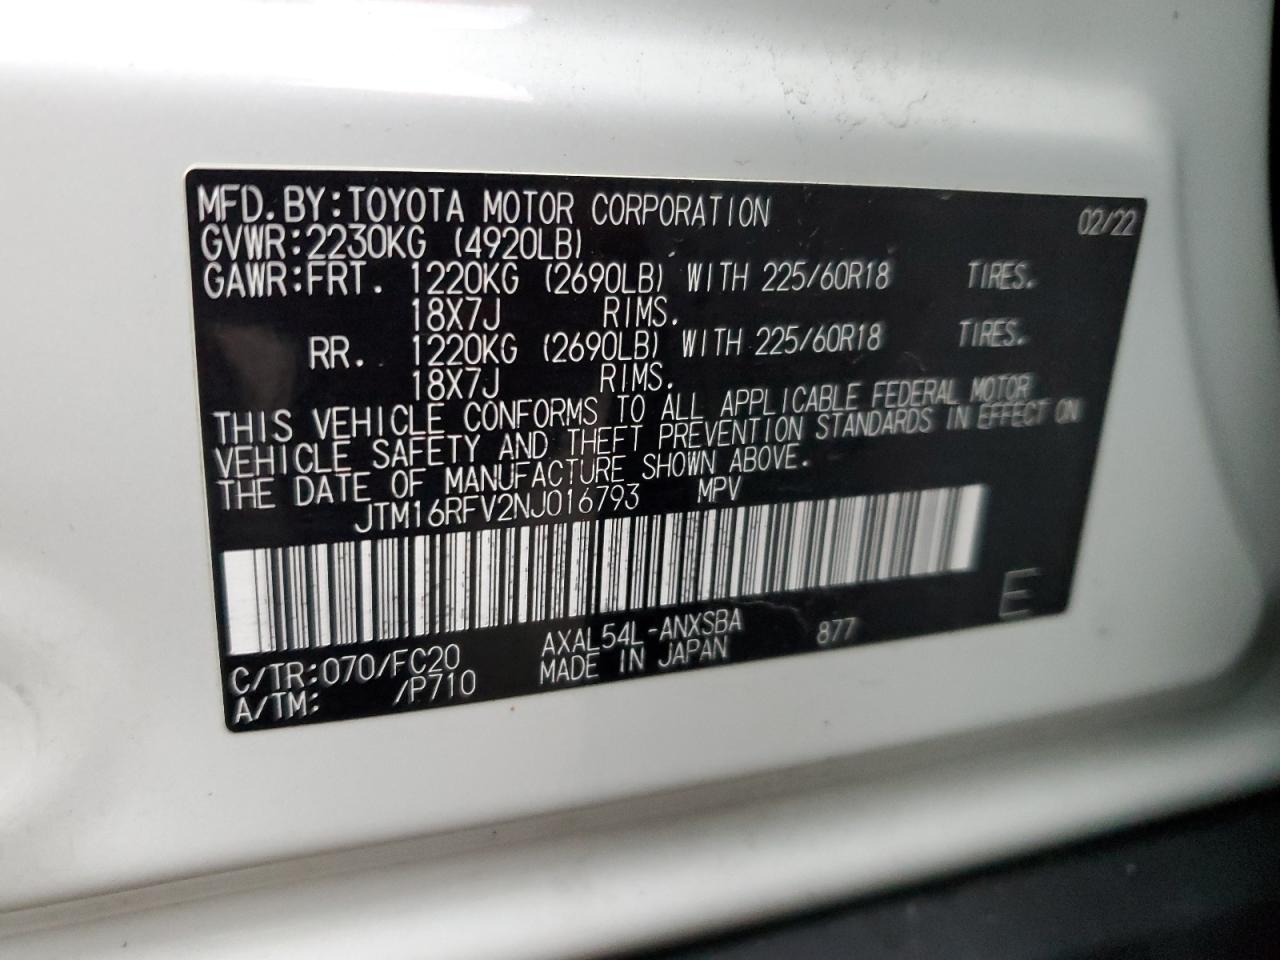 MFD.BY:TOYOTA MOTOR CORPORATION 02/22
GVWR:2230KG (4920LB)
GAWR:FRT. 1220KG (2690LB) WITH 225/60R18 TIRES.
18X7J RIMS.
RR. 1220KG (2690LB) WITH 225/60R18 TIRES.
18X7J RIMS.
THIS VEHICLE CONFORMS TO ALL APPLICABLE FEDERAL MOTOR
VEHICLE SAFETY AND THEFT PREVENTION STANDARDS IN EFFECT ON
THE DATE OF MANUFACTURE SHOWN ABOVE.
JTM16RFV2NJ016793 MPV
C/TR:070/FC20 AXAL54L-ANXSBA 877 E
A/TM: /P710 MADE IN JAPAN